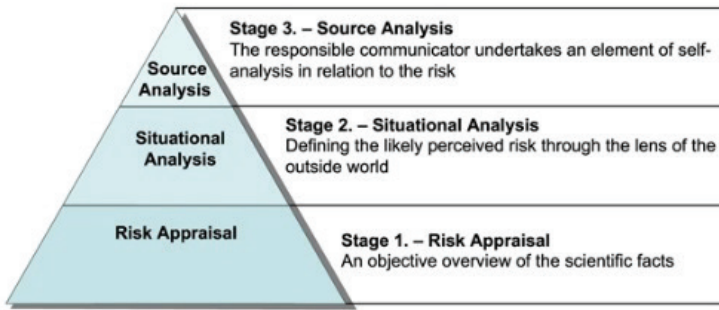 Stage 3. – Source Analysis
The responsible communicator undertakes an element of self-
analysis in relation to the risk
Source
Analysis
Stage 2. – Situational Analysis
Defining the likely perceived risk through the lens of the
outside world
Situational
Analysis
Risk Appraisal
Stage 1. – Risk Appraisal
An objective overview of the scientific facts